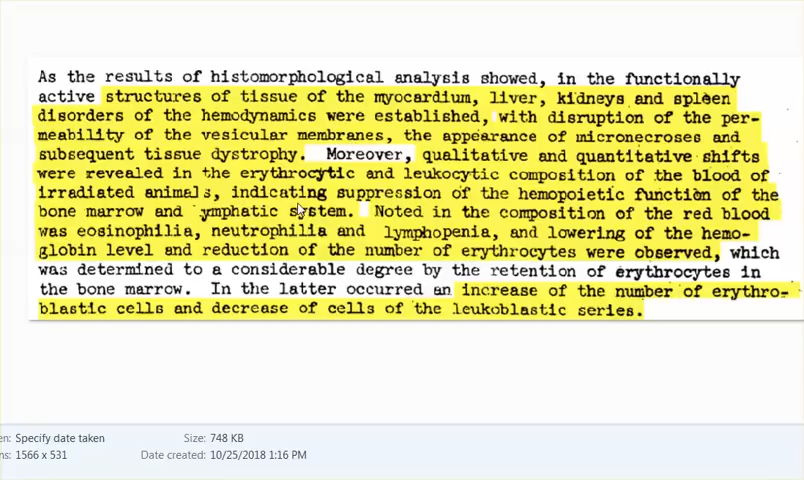 As the results of histomorphological analysis showed, in the functionally
active structures of tissue of the myocardium, liver, kidneys and spleen
disorders of the hemodynamics were established, with disruption of the per-
meability of the vesicular membranes, the appearance of micronecroses and
subsequent tissue dystrophy. Moreover, qualitative and quantitative shifts
were revealed in the erythrocytic and leukocytic composition of the blood of
irradiated animals, indicating suppression of the hemopoietic function of the
bone marrow and ymphatic system. Noted in the composition of the red blood
was eosinophilia, neutrophilia and lymphopenia, and lowering of the hemo-
globin level and reduction of the number of erythrocytes were observed, which
was determined to a considerable degree by the retention of erythrocytes in
the bone marrow. In the latter occurred an increase of the number of erythro-
blastic cells and decrease of cells of the leukoblastic series.
en: Specify date taken Size: 748 KB
ns: 1566 x 531 Date created: 10/25/2018 1:16 PM